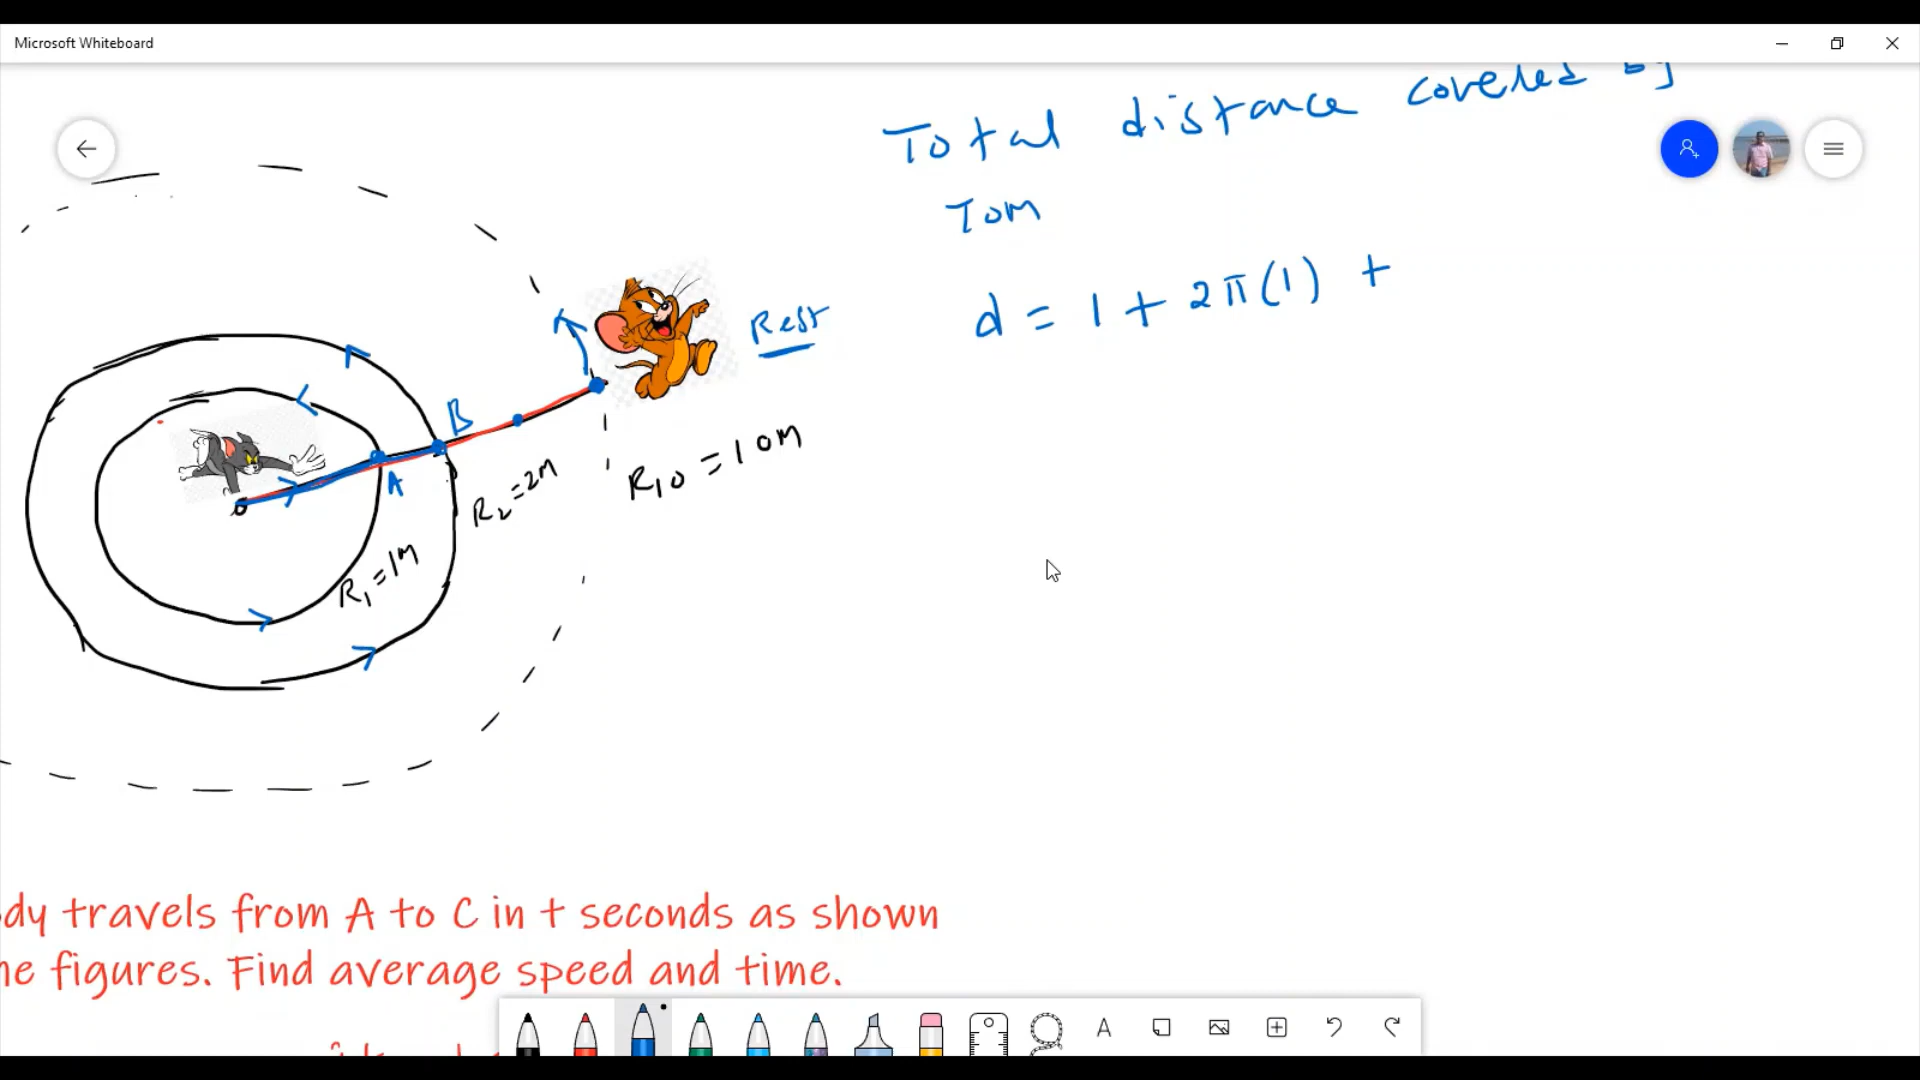 Microsoft Whiteboard
Total distance covered by
Tom
d = 1 + 2π(1) +
Rest
B
A
R₁₀ = 10m
R₂ = 2m
R₁ = 1m
dy travels from A to C in t seconds as shown
he figures. Find average speed and time.
A